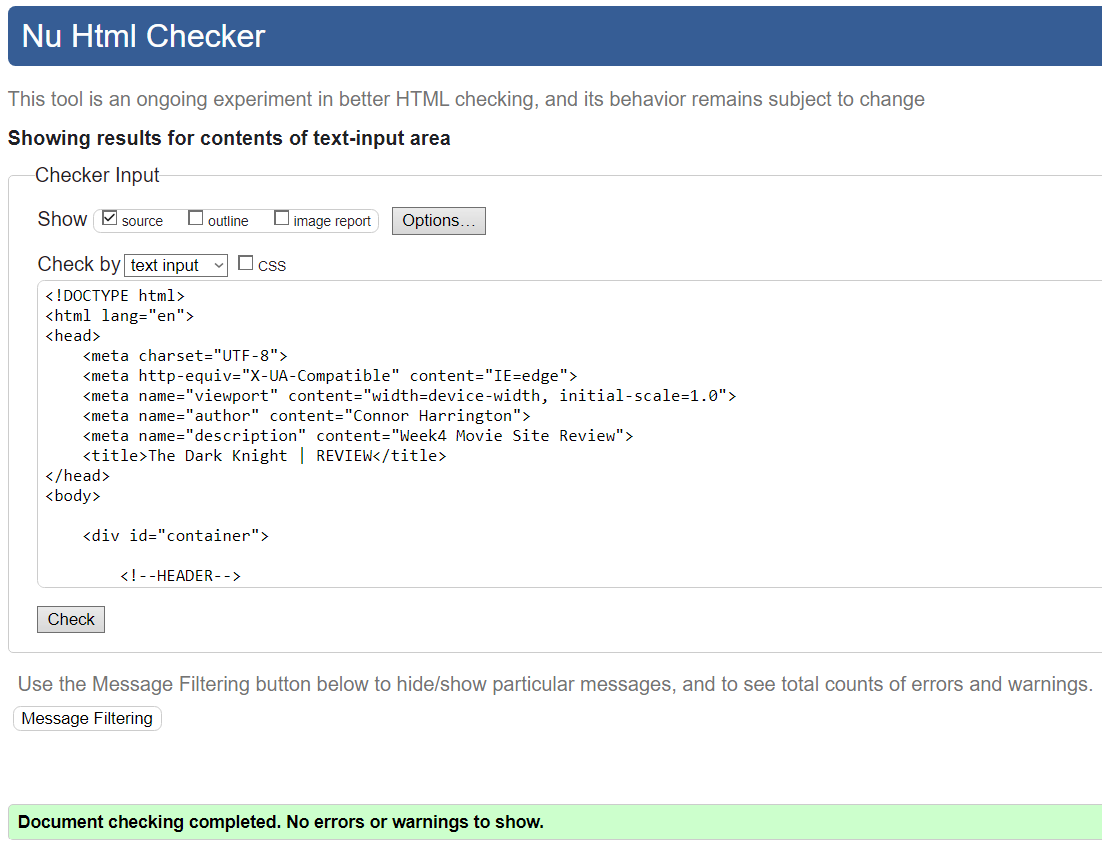 Nu Html Checker
This tool is an ongoing experiment in better HTML checking, and its behavior remains subject to change
Showing results for contents of text-input area
Checker Input
Show source outline image report Options...
Check by text input CSS
<!DOCTYPE html>
<html lang="en">
<head>
    <meta charset="UTF-8">
    <meta http-equiv="X-UA-Compatible" content="IE=edge">
    <meta name="viewport" content="width=device-width, initial-scale=1.0">
    <meta name="author" content="Connor Harrington">
    <meta name="description" content="Week4 Movie Site Review">
    <title>The Dark Knight | REVIEW</title>
</head>
<body>
    <div id="container">
        <!--HEADER-->
Check
Use the Message Filtering button below to hide/show particular messages, and to see total counts of errors and warnings.
Message Filtering
Document checking completed. No errors or warnings to show.